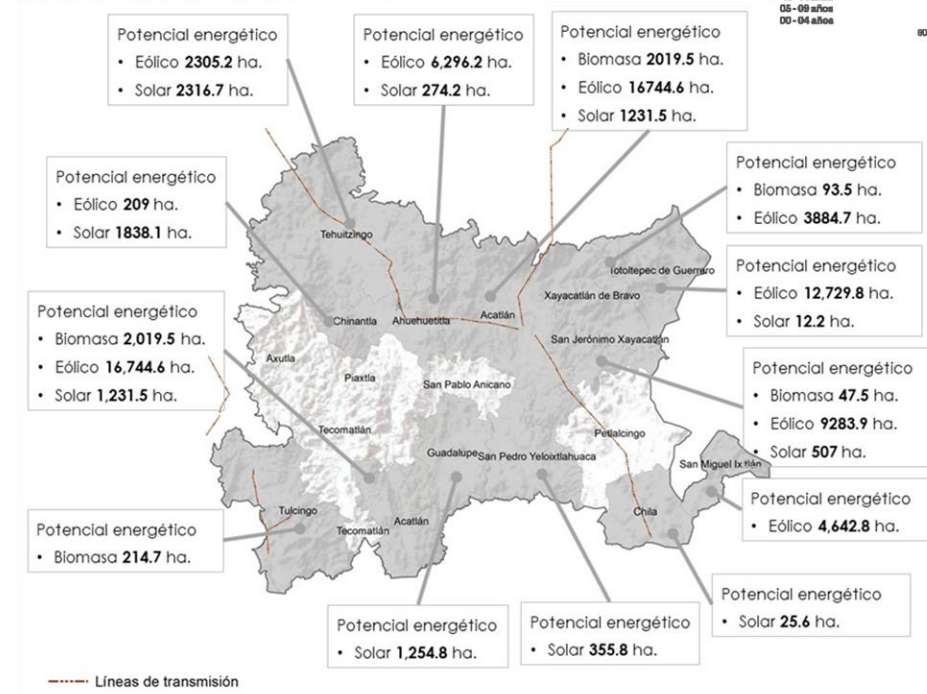 05 - 09 años
00 - 04 años
Potencial energético
• Eólico 2305.2 ha.
• Solar 2316.7 ha.
Potencial energético
• Eólico 6,296.2 ha.
• Solar 274.2 ha.
Potencial energético
• Biomasa 2019.5 ha.
• Eólico 16744.6 ha.
• Solar 1231.5 ha.
Potencial energético
• Biomasa 93.5 ha.
• Eólico 3884.7 ha.
Potencial energético
• Eólico 209 ha.
• Solar 1838.1 ha.
Potencial energético
• Eólico 12,729.8 ha.
• Solar 12.2 ha.
Potencial energético
• Biomasa 2,019.5 ha.
• Eólico 16,744.6 ha.
• Solar 1,231.5 ha.
Potencial energético
• Biomasa 47.5 ha.
• Eólico 9283.9 ha.
• Solar 507 ha.
Tehuitzingo
Totoltepec de Guerrero
Xayacatlán de Bravo
Chinantla
Ahuehuetitla
Acatlán
San Jerónimo Xayacatlán
Axutla
Piaxtla
San Pablo Anicano
Tecomatlán
Petlalcingo
Guadalupe
San Pedro Yeloixtlahuaca
San Miguel Ixtlán
Tulcingo
Tecomatlán
Acatlán
Chila
Potencial energético
• Eólico 4,642.8 ha.
Potencial energético
• Biomasa 214.7 ha.
Potencial energético
• Solar 25.6 ha.
Potencial energético
• Solar 1,254.8 ha.
Potencial energético
• Solar 355.8 ha.
Líneas de transmisión